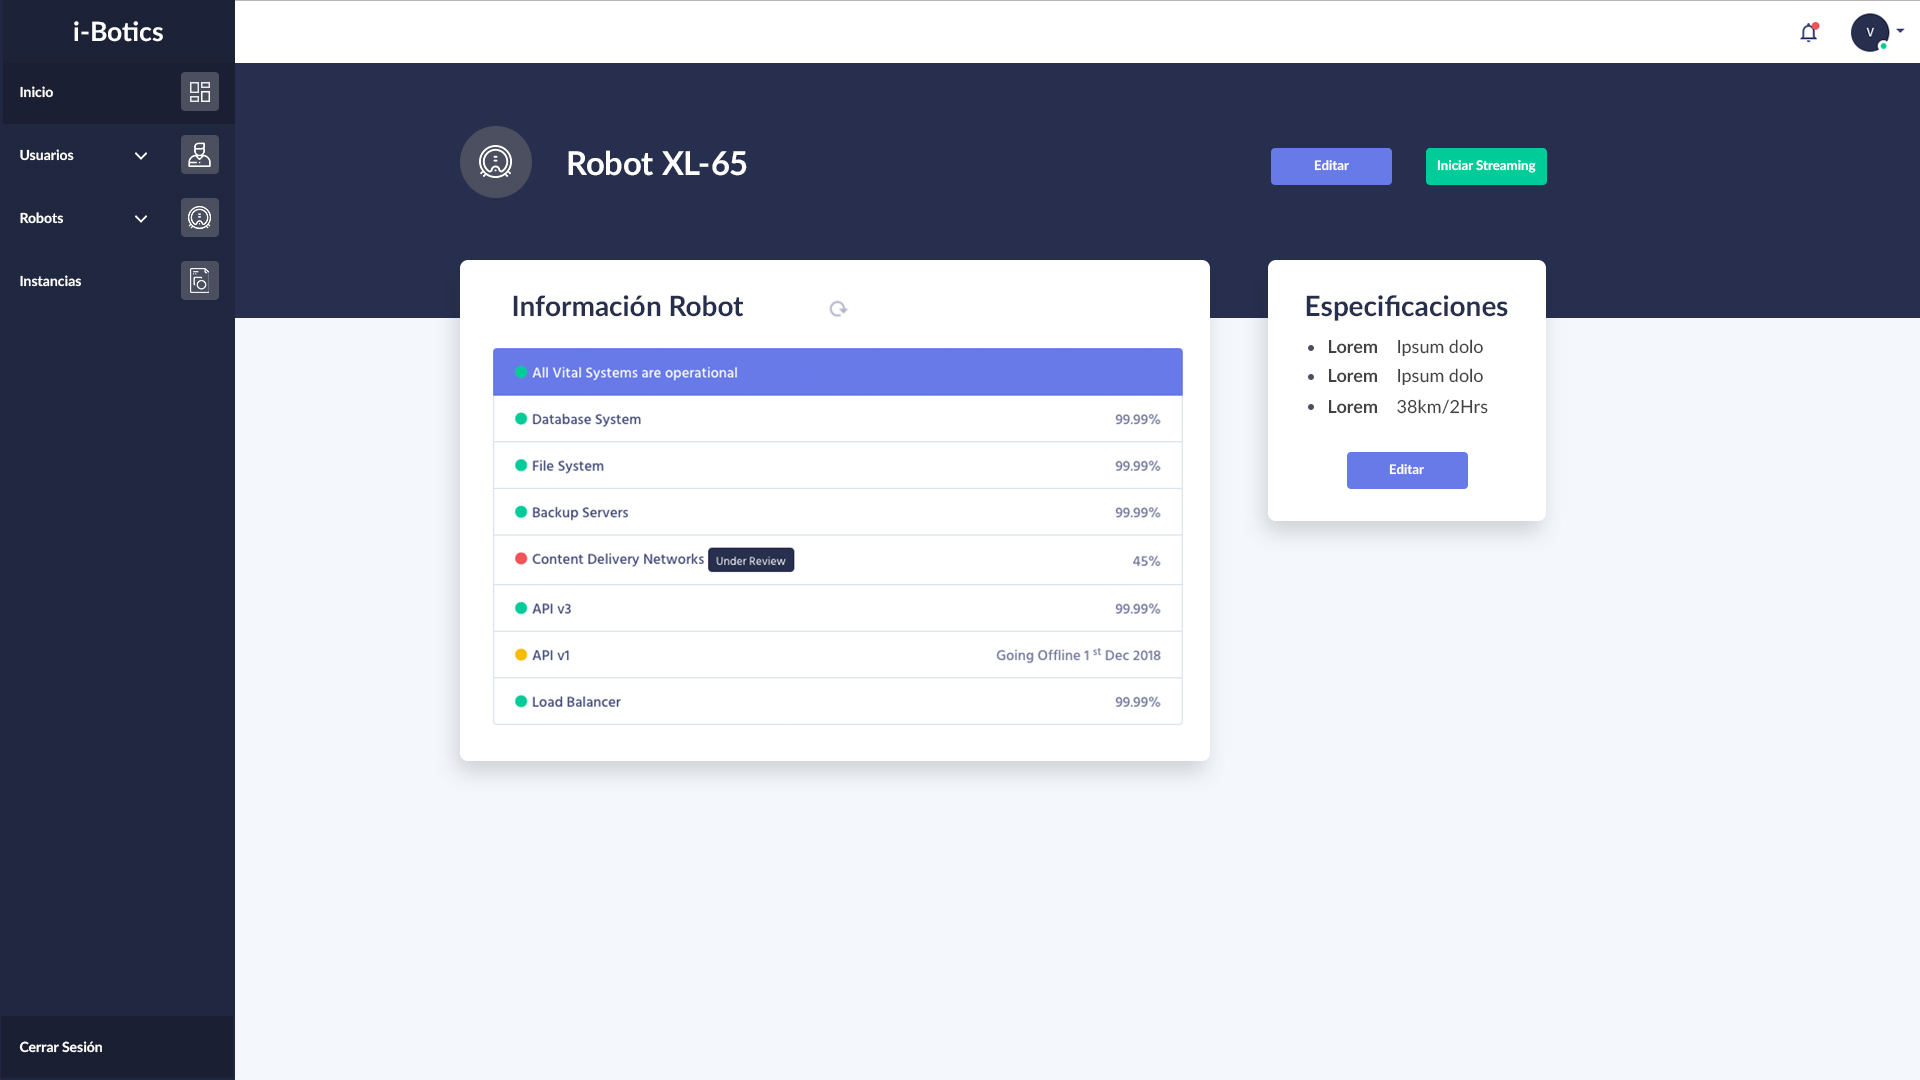 i-Botics
V
Inicio
Usuarios
Robots
Instancias
Cerrar Sesión
Robot XL-65
Editar
Iniciar Streaming
Información Robot
All Vital Systems are operational
Database System 99.99%
File System 99.99%
Backup Servers 99.99%
Content Delivery Networks Under Review 45%
API v3 99.99%
API v1 Going Offline 1 st Dec 2018
Load Balancer 99.99%
Especificaciones
• Lorem Ipsum dolo
• Lorem Ipsum dolo
• Lorem 38km/2Hrs
Editar